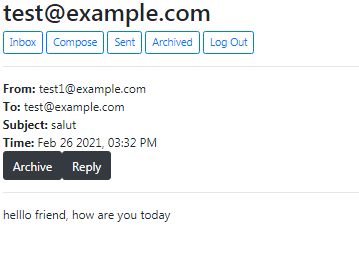 test@example.com
Inbox Compose Sent Archived Log Out
From: test1@example.com
To: test@example.com
Subject: salut
Time: Feb 26 2021, 03:32 PM
Archive Reply
helllo friend, how are you today